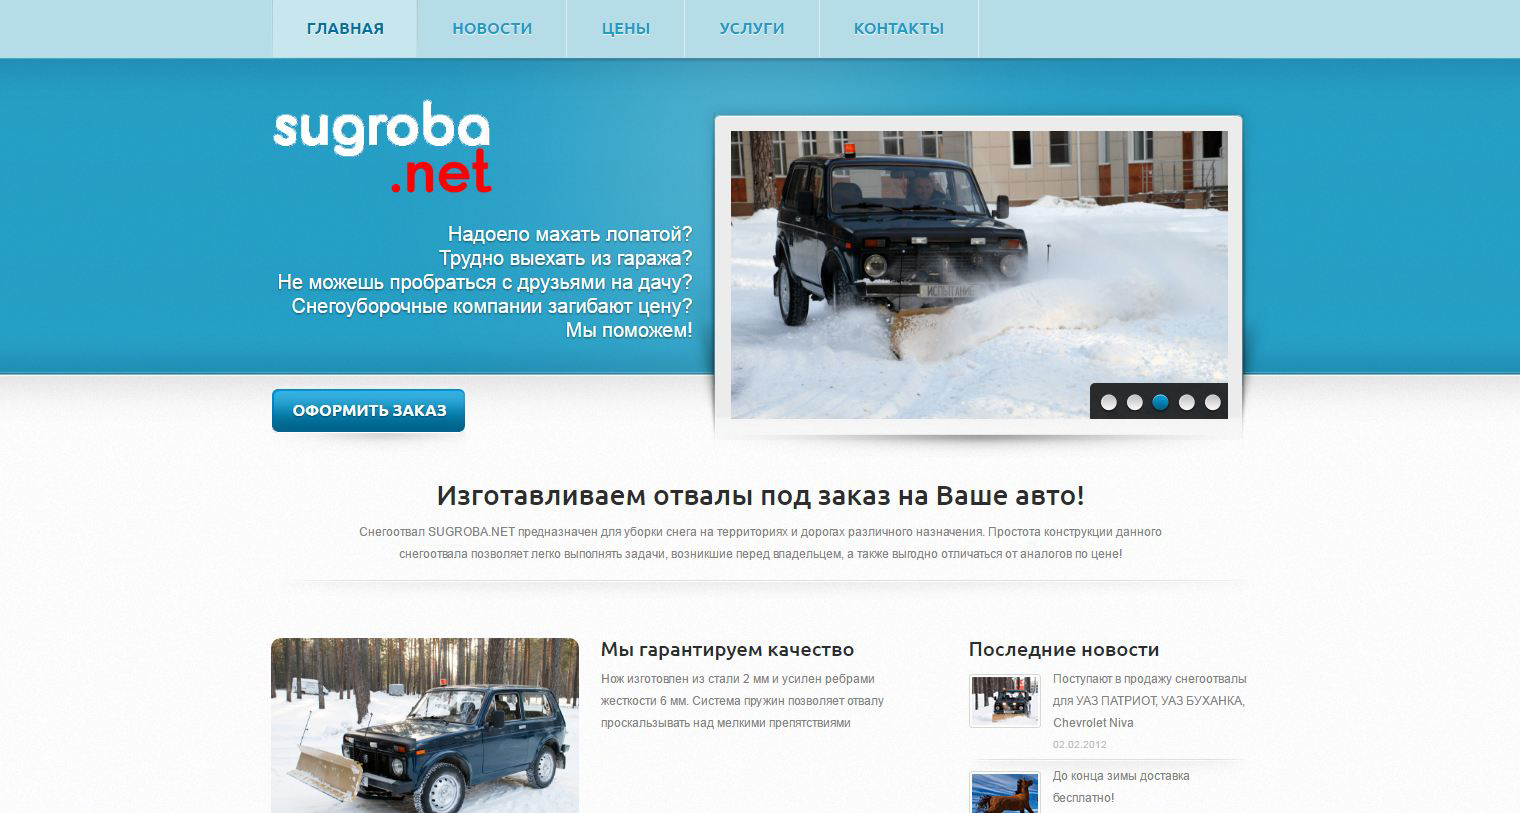 ГЛАВНАЯ
НОВОСТИ
ЦЕНЫ
УСЛУГИ
КОНТАКТЫ
sugroba
.net
Надоело махать лопатой?
Трудно выехать из гаража?
Не можешь пробраться с друзьями на дачу?
Снегоуборочные компании загибают цену?
Мы поможем!
ИСПЫТАНИЕ
ОФОРМИТЬ ЗАКАЗ
Изготавливаем отвалы под заказ на Ваше авто!
Снегоотвал SUGROBA.NET предназначен для уборки снега на территориях и дорогах различного назначения. Простота конструкции данного
снегоотвала позволяет легко выполнять задачи, возникшие перед владельцем, а также выгодно отличаться от аналогов по цене!
Мы гарантируем качество
Нож изготовлен из стали 2 мм и усилен ребрами
жесткости 6 мм. Система пружин позволяет отвалу
проскальзывать над мелкими препятствиями
Последние новости
Поступают в продажу снегоотвалы
для УАЗ ПАТРИОТ, УАЗ БУХАНКА,
Chevrolet Niva
02.02.2012
До конца зимы доставка
бесплатно!